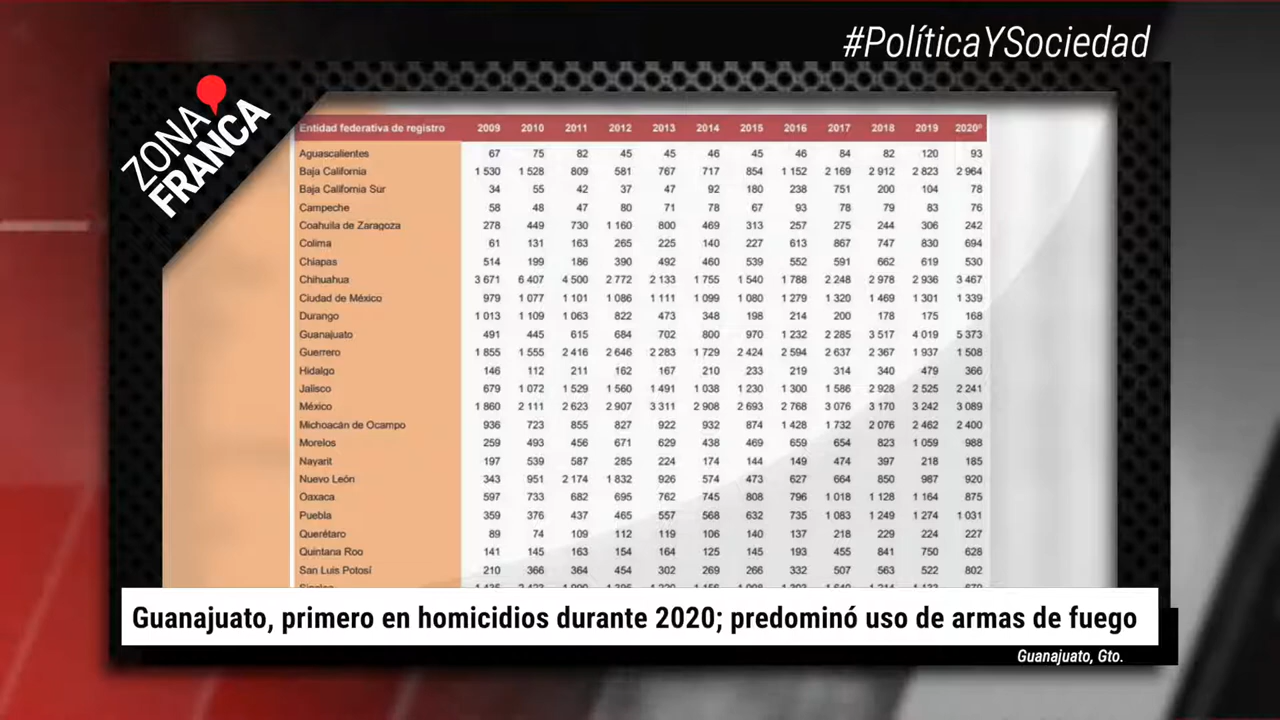 #PolíticaYSociedad
ZONA
FRANCA
Entidad federativa de registro 2009 2010 2011 2012 2013 2014 2015 2016 2017 2018 2019 2020ᵖ
Aguascalientes 67 75 82 45 45 46 45 46 84 82 120 93
Baja California 1 530 1 528 809 581 767 717 854 1 152 2 169 2 912 2 823 2 964
Baja California Sur 34 55 42 37 47 92 180 238 751 200 104 78
Campeche 58 48 47 80 71 78 67 93 78 79 83 76
Coahuila de Zaragoza 278 449 730 1 160 800 469 313 257 275 244 306 242
Colima 61 131 163 265 225 140 227 613 867 747 830 694
Chiapas 514 199 186 390 492 460 539 552 591 662 619 530
Chihuahua 3 671 6 407 4 500 2 772 2 133 1 755 1 540 1 788 2 248 2 978 2 936 3 467
Ciudad de México 979 1 077 1 101 1 086 1 111 1 099 1 080 1 279 1 320 1 469 1 301 1 339
Durango 1 013 1 109 1 063 822 473 348 198 214 200 178 175 168
Guanajuato 491 445 615 684 702 800 970 1 232 2 285 3 517 4 019 5 373
Guerrero 1 855 1 555 2 416 2 646 2 283 1 729 2 424 2 594 2 637 2 367 1 937 1 508
Hidalgo 146 112 211 162 167 210 233 219 314 340 479 366
Jalisco 679 1 072 1 529 1 560 1 491 1 038 1 230 1 300 1 586 2 928 2 525 2 241
México 1 860 2 111 2 623 2 907 3 311 2 908 2 693 2 768 3 076 3 170 3 242 3 089
Michoacán de Ocampo 936 723 855 827 922 932 874 1 428 1 732 2 076 2 462 2 400
Morelos 259 493 456 671 629 438 469 659 654 823 1 059 988
Nayarit 197 539 587 285 224 174 144 149 474 397 218 185
Nuevo León 343 951 2 174 1 832 926 574 473 627 664 850 987 920
Oaxaca 597 733 682 695 762 745 808 796 1 018 1 128 1 164 875
Puebla 359 376 437 465 557 568 632 735 1 083 1 249 1 274 1 031
Querétaro 89 74 109 112 119 106 140 137 218 229 224 227
Quintana Roo 141 145 163 154 164 125 145 193 455 841 750 628
San Luis Potosí 210 366 364 454 302 269 266 332 507 563 522 802
Guanajuato, primero en homicidios durante 2020; predominó uso de armas de fuego
Guanajuato, Gto.